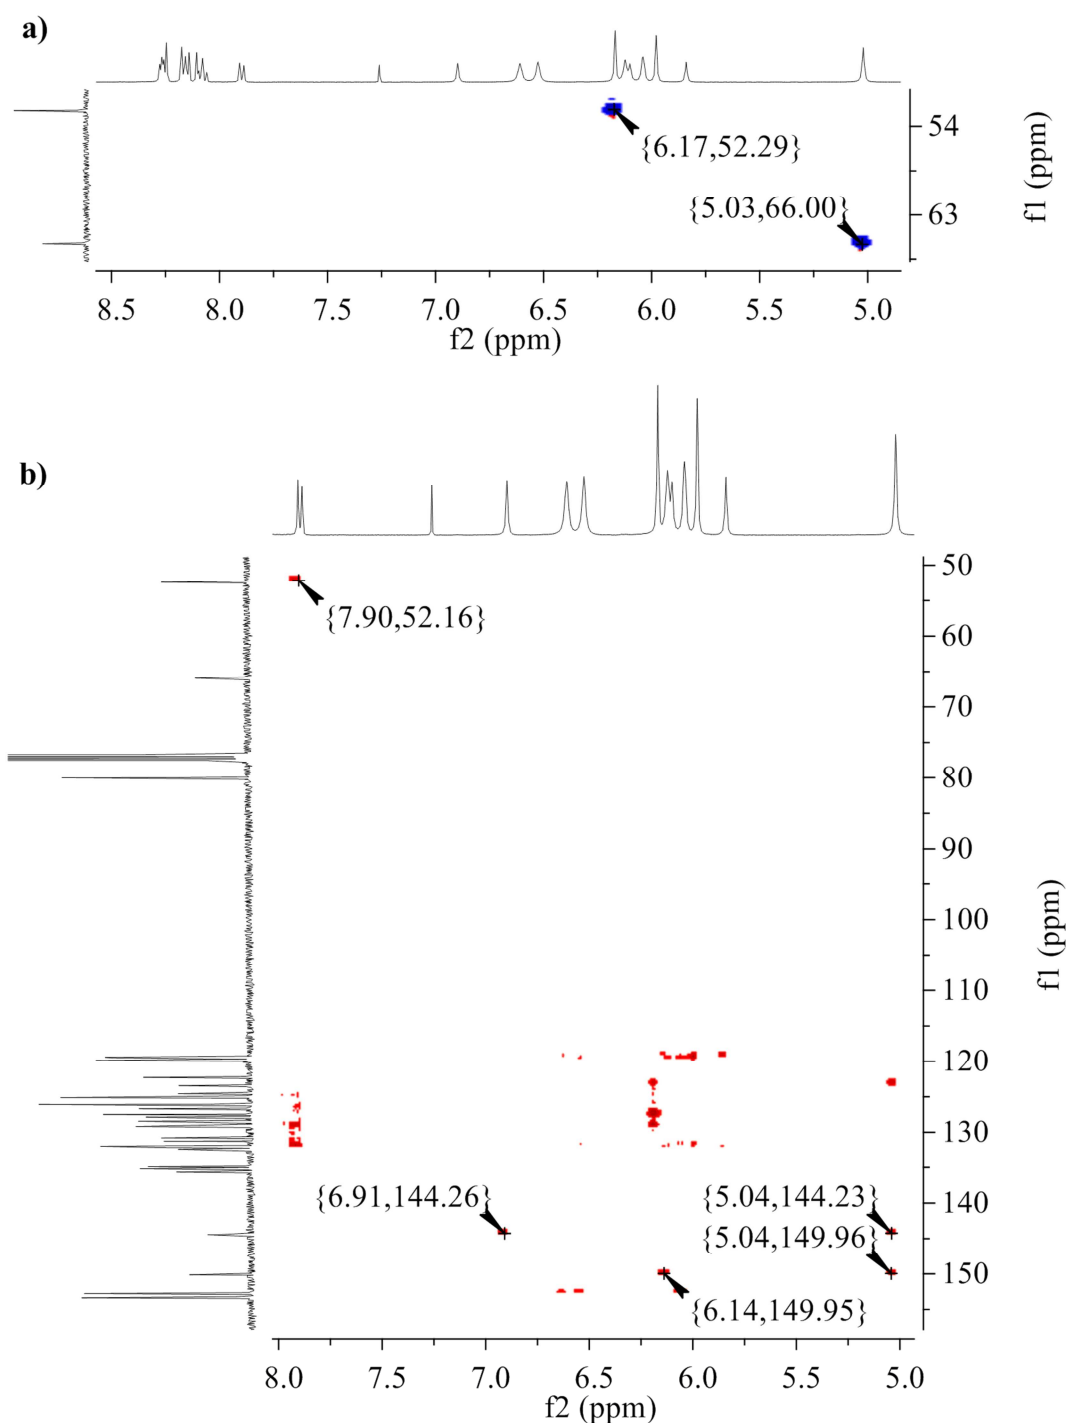 a)
{6.17,52.29}
{5.03,66.00}
54
63
f1 (ppm)
8.5 8.0 7.5 7.0 6.5 6.0 5.5 5.0
f2 (ppm)
b)
{7.90,52.16}
{6.91,144.26}
{5.04,144.23}
{5.04,149.96}
{6.14,149.95}
50
60
70
80
90
100
110
120
130
140
150
f1 (ppm)
8.0 7.5 7.0 6.5 6.0 5.5 5.0
f2 (ppm)